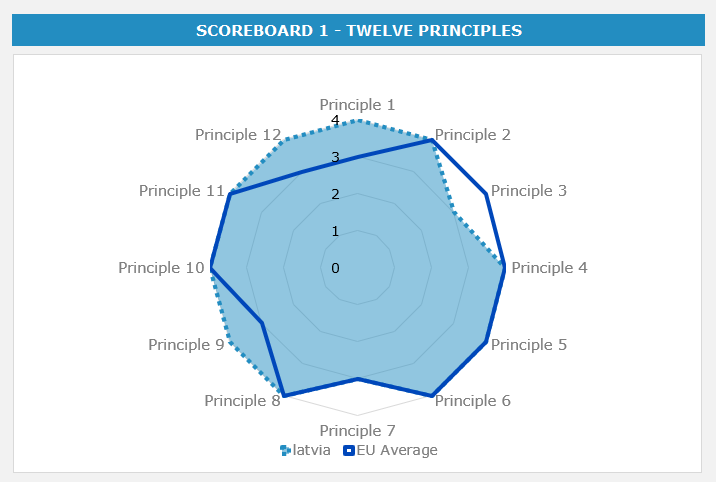 SCOREBOARD 1 - TWELVE PRINCIPLES
Principle 1
4
Principle 12
Principle 2
3
Principle 11
Principle 3
2
1
Principle 10
0
Principle 4
Principle 9
Principle 5
Principle 8
Principle 6
Principle 7
latvia
EU Average